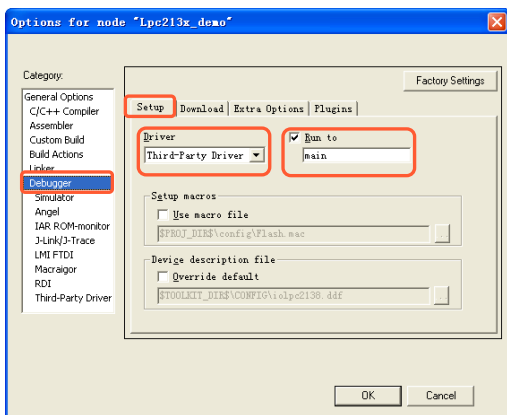 Options for node "Lpc213x_demo"
Category:
General Options
C/C++ Compiler
Assembler
Custom Build
Build Actions
Linker
Debugger
Simulator
Angel
IAR ROM-monitor
J-Link/J-Trace
LMI FTDI
Macraigor
RDI
Third-Party Driver
Factory Settings
Setup Download Extra Options Plugins
Driver
Third-Party Driver
Run to
main
Setup macros
Use macro file
$PROJ_DIR$\config\Flash.mac
...
Device description file
Override default
$TOOLKIT_DIR$\CONFIG\iolpc2138.ddf
...
OK Cancel